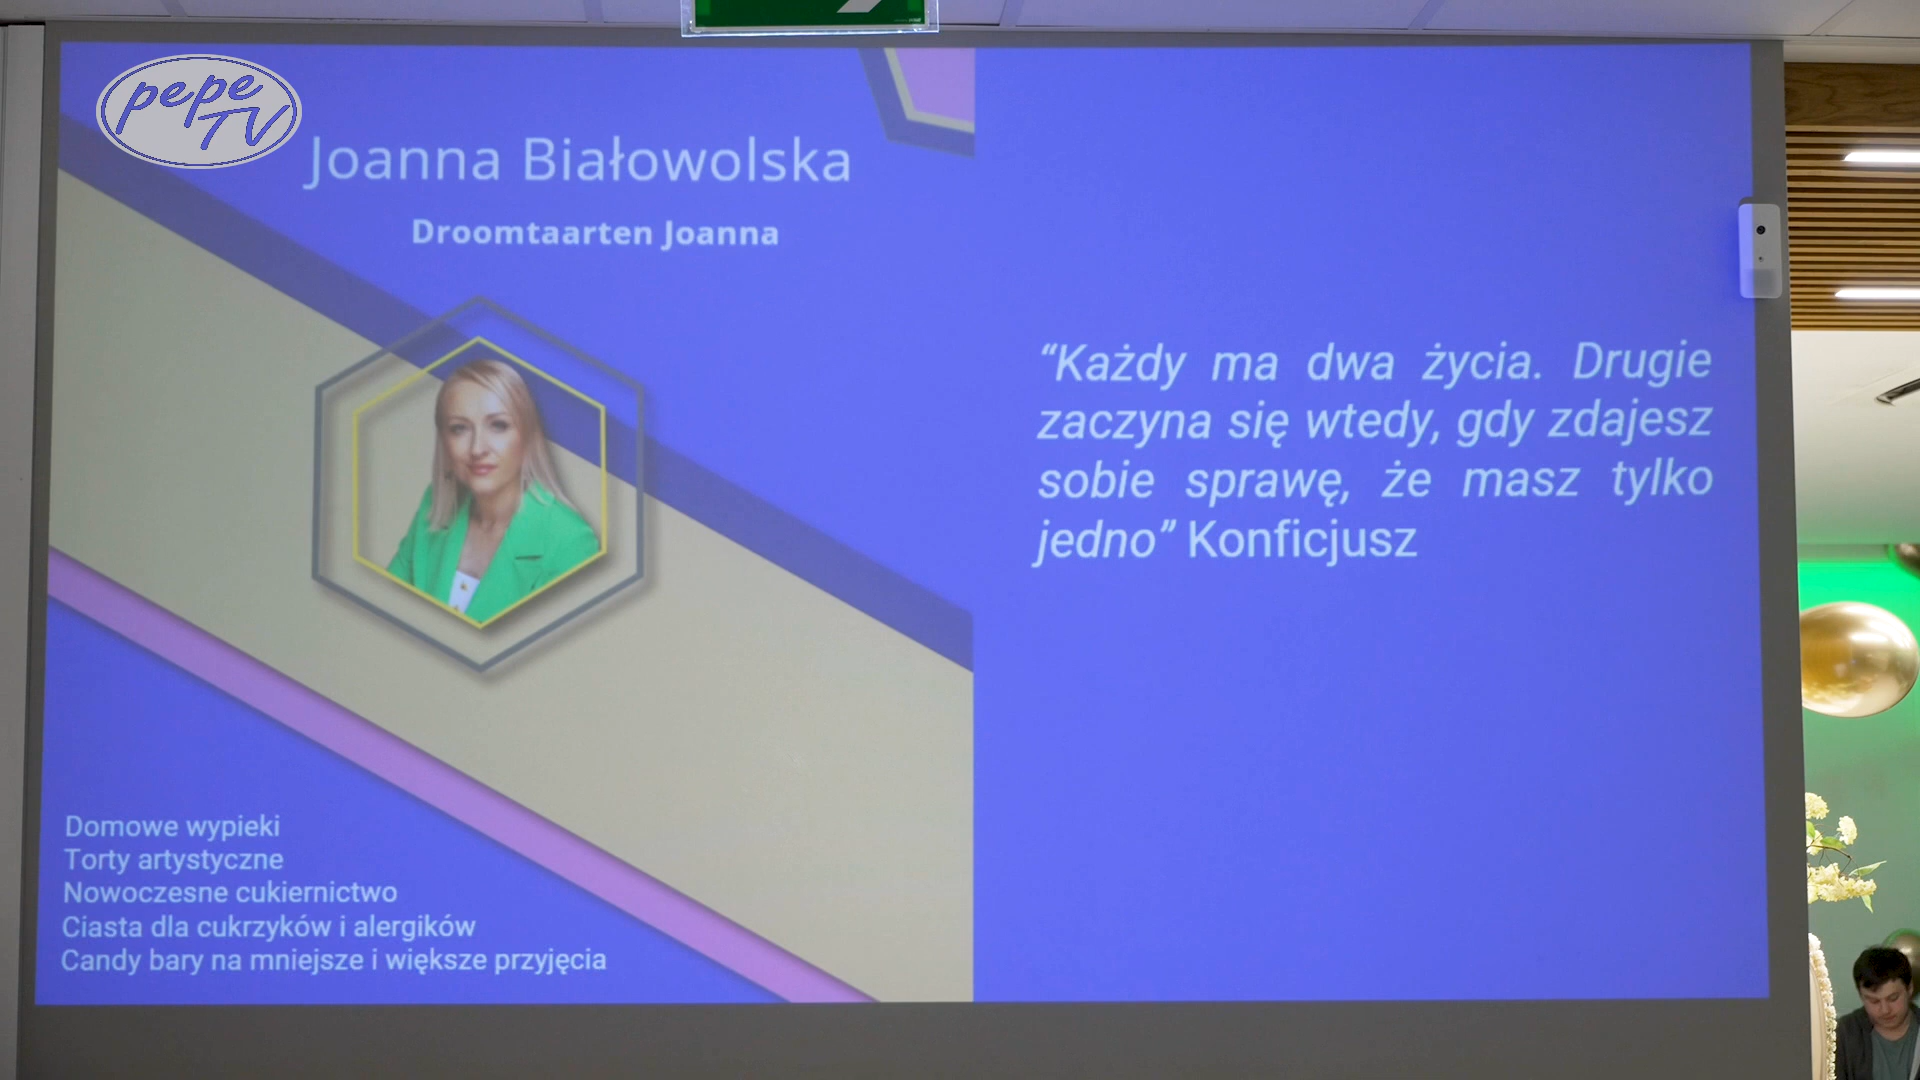 pepe
TV
Joanna Białowolska
Droomtaarten Joanna
“Każdy ma dwa życia. Drugie
zaczyna się wtedy, gdy zdajesz
sobie sprawę, że masz tylko
jedno” Konficjusz
Domowe wypieki
Torty artystyczne
Nowoczesne cukiernictwo
Ciasta dla cukrzyków i alergików
Candy bary na mniejsze i większe przyjęcia